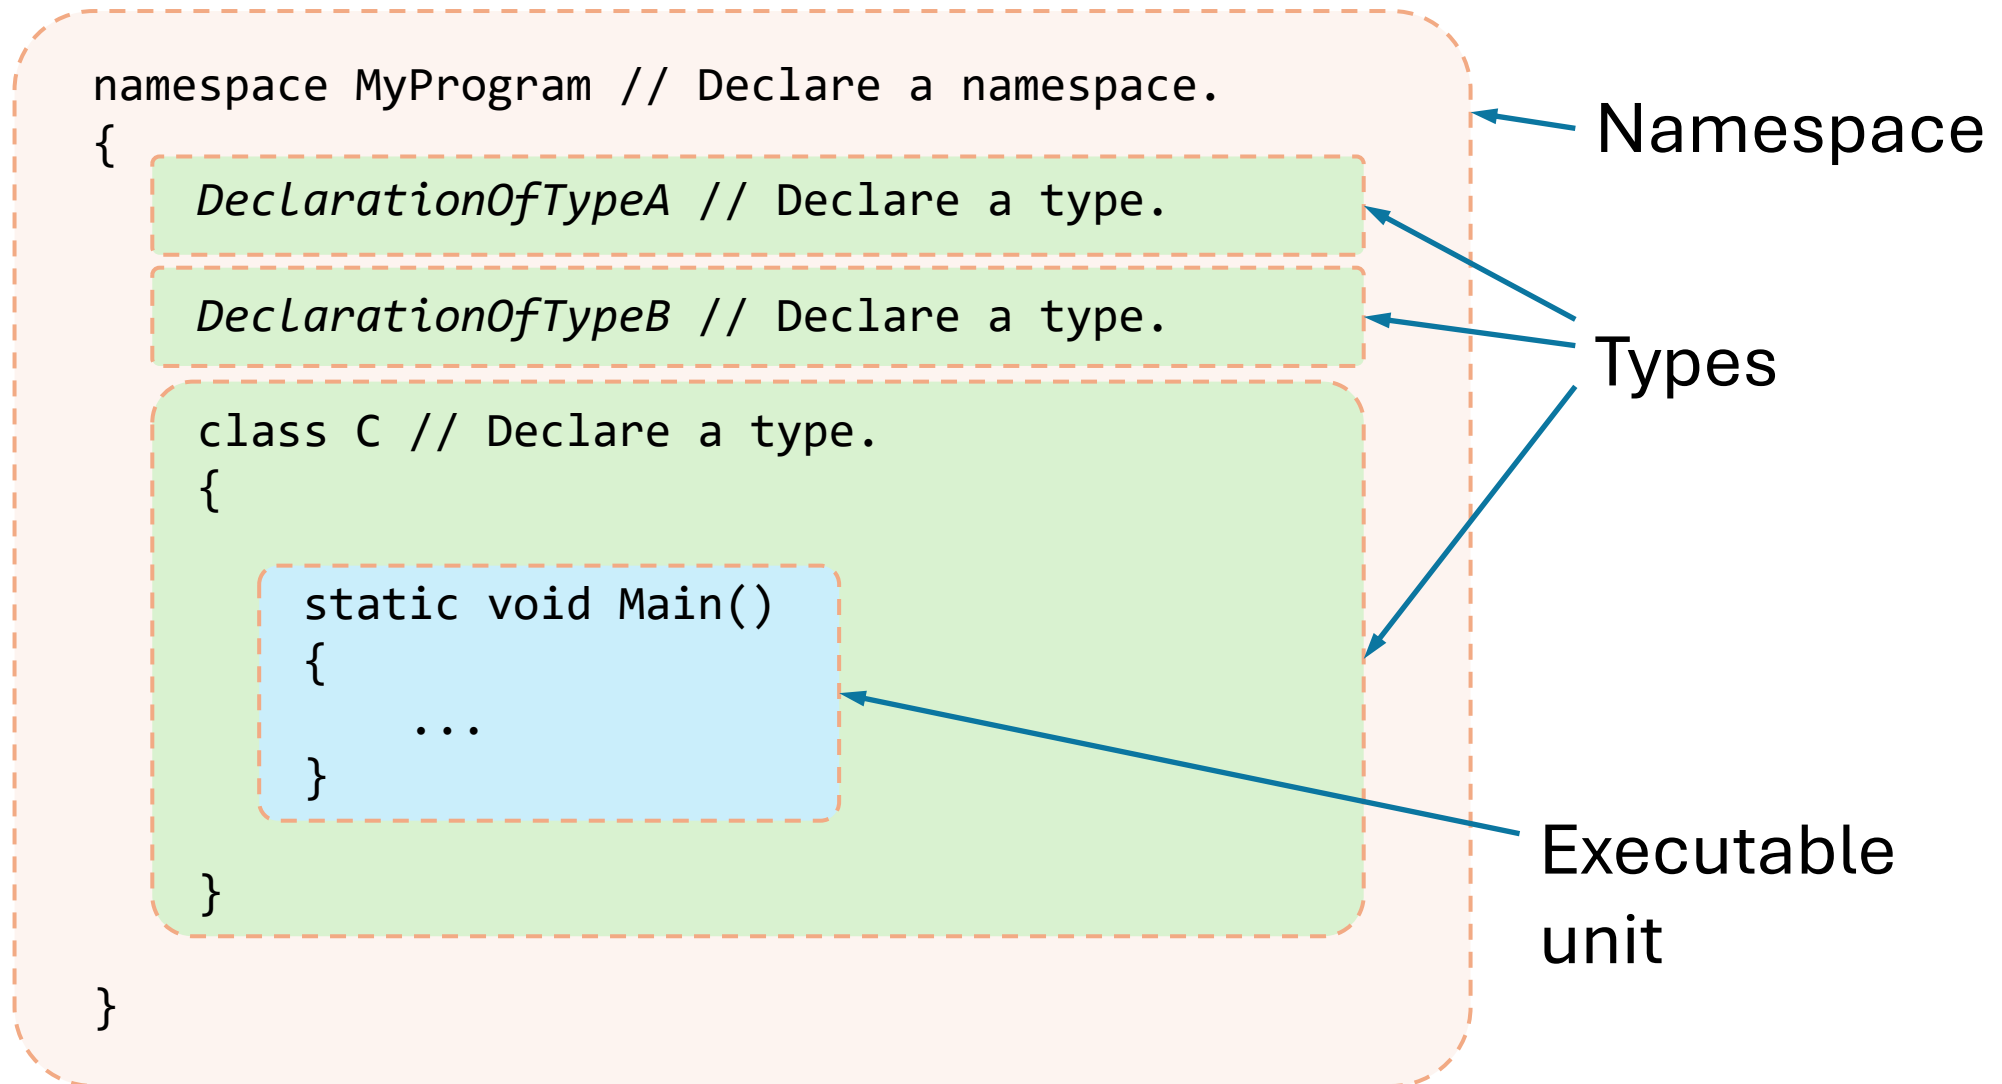 namespace MyProgram // Declare a namespace.
{
DeclarationOfTypeA // Declare a type.
DeclarationOfTypeB // Declare a type.
class C // Declare a type.
{
static void Main()
{
...
}
}
}
Namespace
Types
Executable
unit